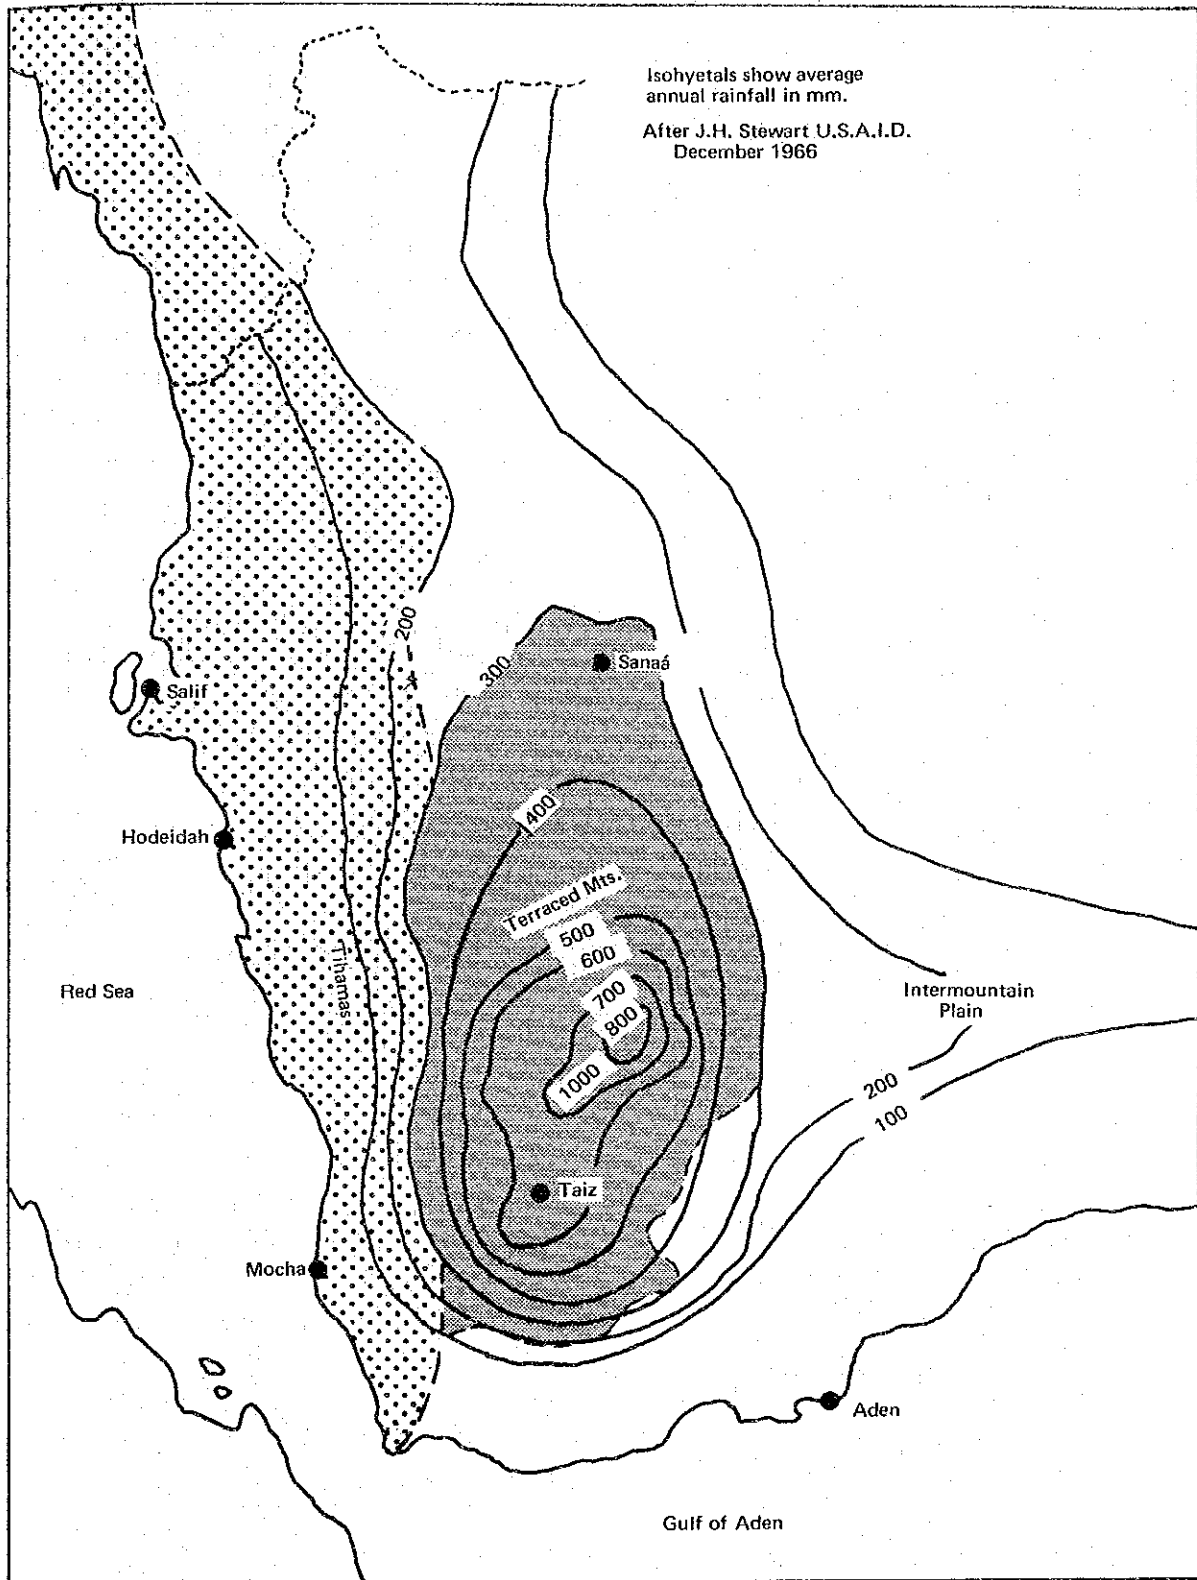 Isohyetals show average
annual rainfall in mm.
After J.H. Stewart U.S.A.I.D.
December 1966
200
300
Sanaá
Salif
400
Hodeidah
Terraced Mts.
500
600
Tihamas
700
Red Sea
800
Intermountain
Plain
1000
200
100
Taiz
Mocha
Aden
Gulf of Aden